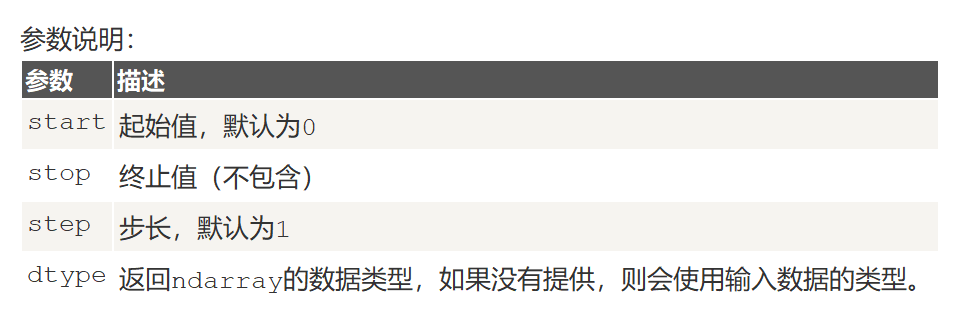 参数说明：
参数 描述
start 起始值，默认为0
stop 终止值（不包含）
step 步长，默认为1
dtype 返回ndarray的数据类型，如果没有提供，则会使用输入数据的类型。